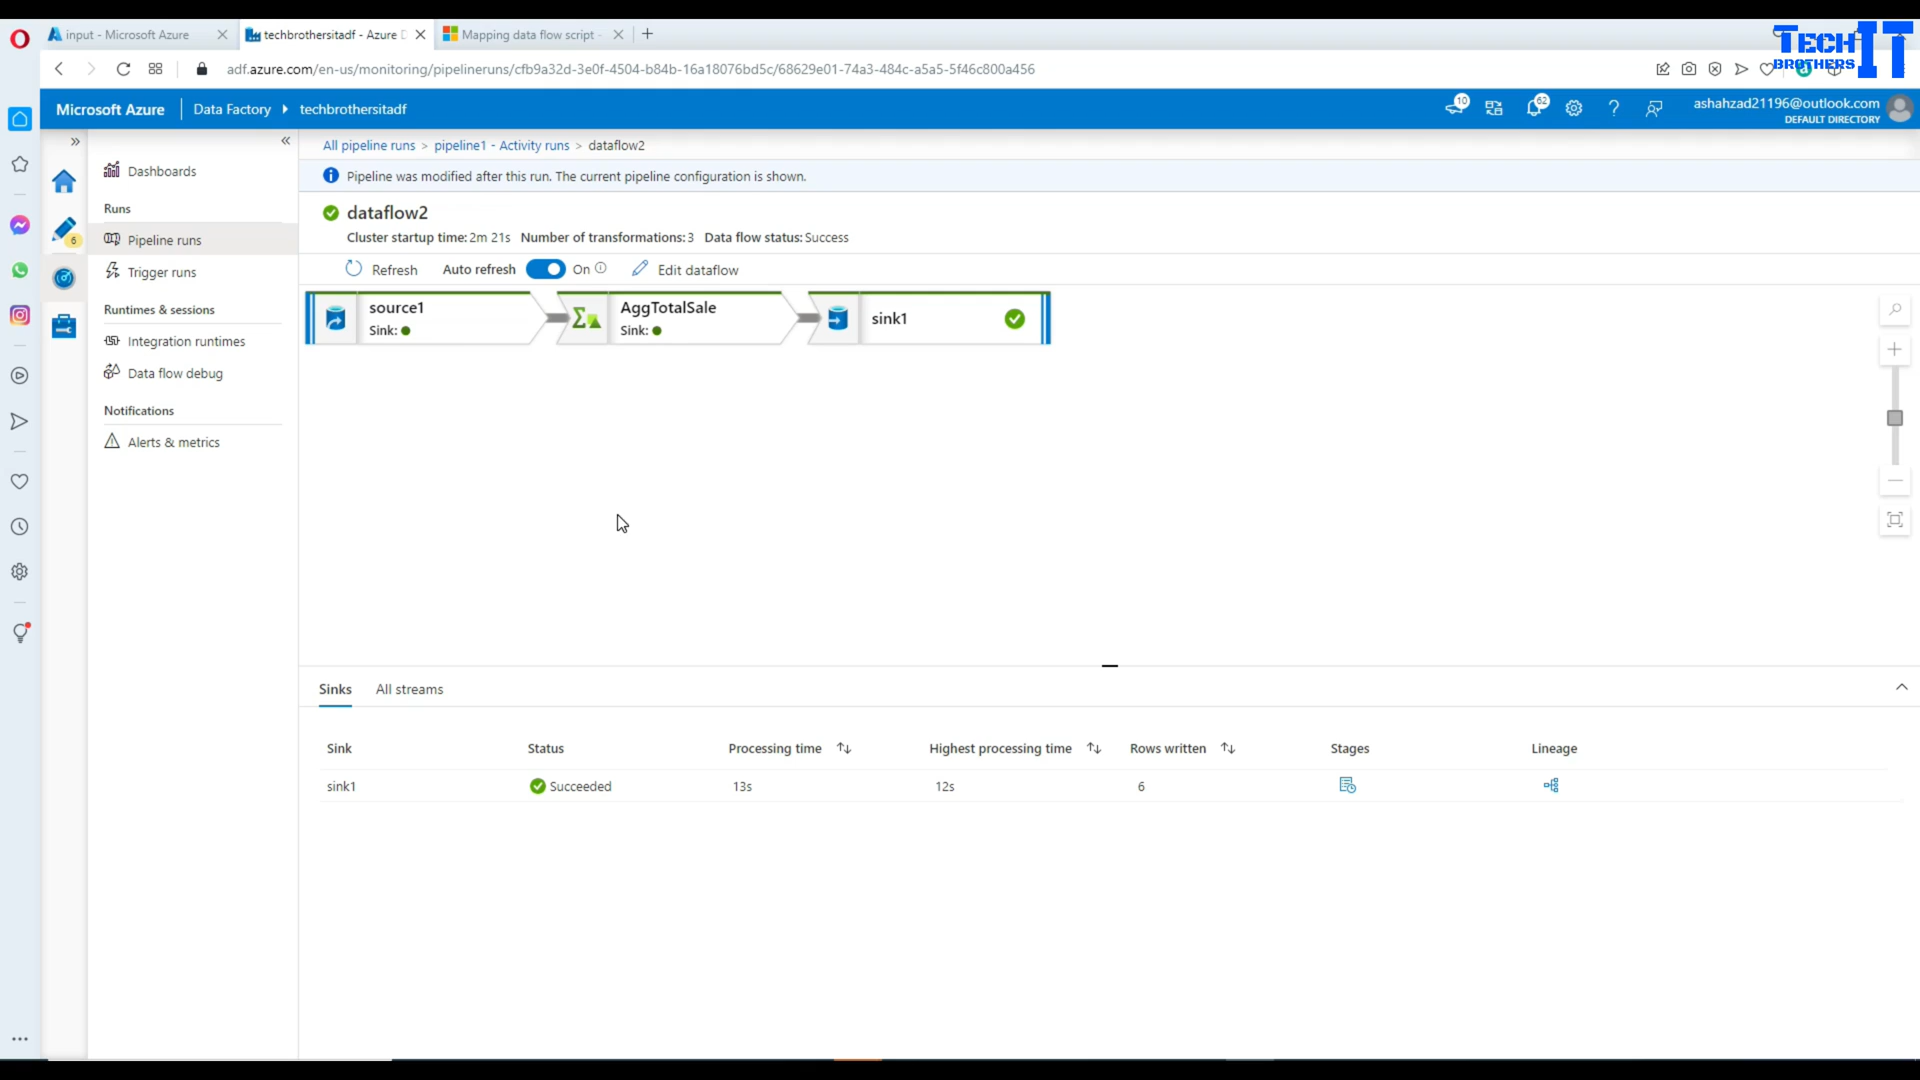 input - Microsoft Azure
techbrothersitadf - Azure D
Mapping data flow script -
TECH IT
BROTHERS
adf.azure.com/en-us/monitoring/pipelineruns/cfb9a32d-3e0f-4504-b84b-16a18076bd5c/68629e01-74a3-484c-a5a5-5f46c800a456
Microsoft Azure
Data Factory
techbrothersitadf
10
62
ashahzad21196@outlook.com
DEFAULT DIRECTORY
6
Dashboards
Runs
Pipeline runs
Trigger runs
Runtimes & sessions
Integration runtimes
Data flow debug
Notifications
Alerts & metrics
All pipeline runs > pipeline1 - Activity runs > dataflow2
Pipeline was modified after this run. The current pipeline configuration is shown.
dataflow2
Cluster startup time: 2m 21s Number of transformations: 3 Data flow status: Success
Refresh Auto refresh On Edit dataflow
source1
Sink:
AggTotalSale
Sink:
sink1
Sinks All streams
Sink Status Processing time Highest processing time Rows written Stages Lineage
sink1 Succeeded 13s 12s 6